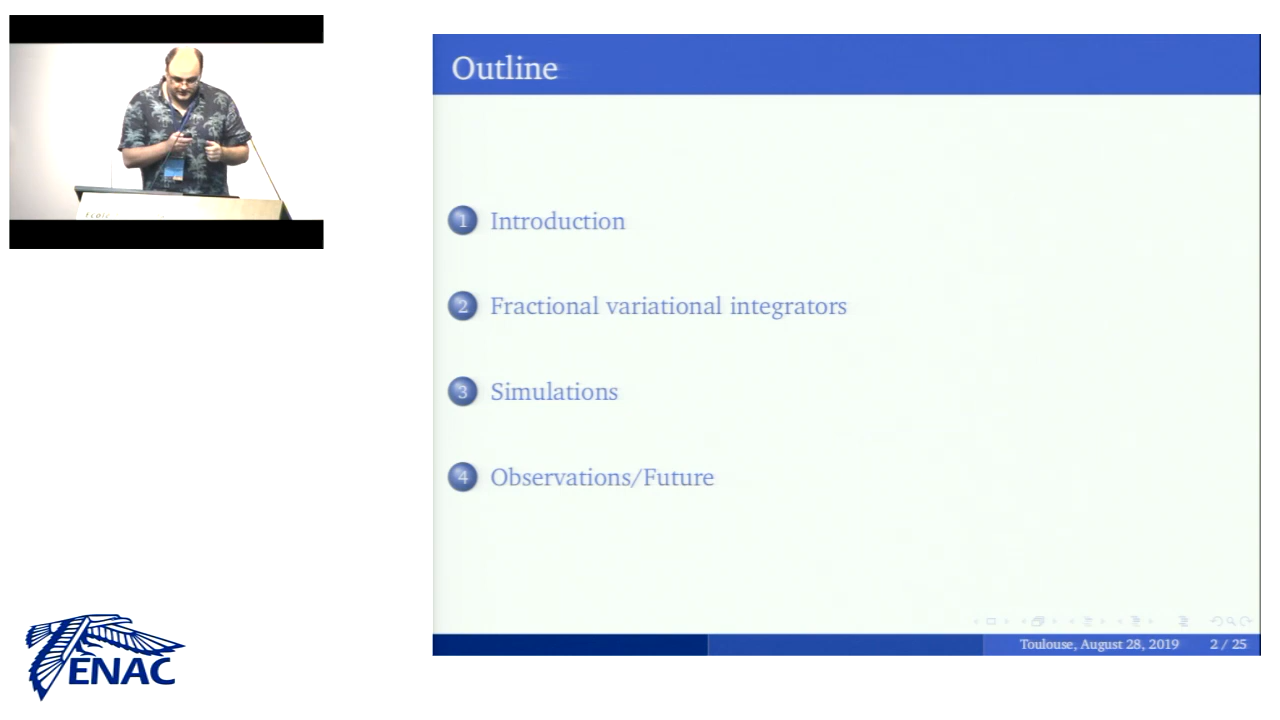 Outline
1 Introduction
2 Fractional variational integrators
3 Simulations
4 Observations/Future
Toulouse, August 28, 2019 2 / 25
ENAC